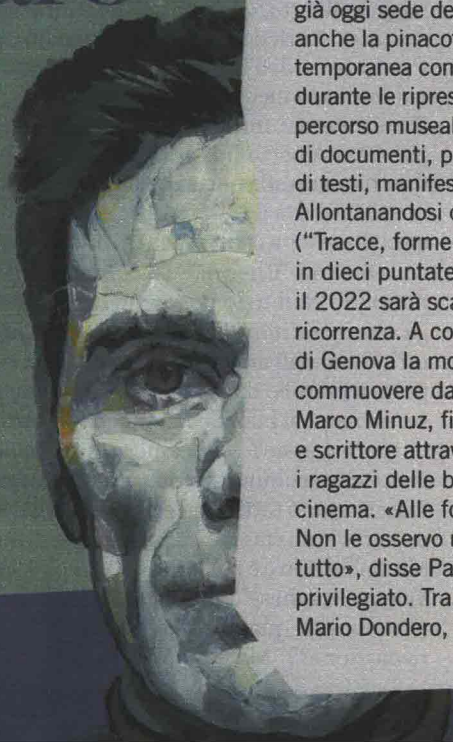 già oggi sede de
anche la pinacot
temporanea con
durante le ripres
percorso museal
di documenti, p
di testi, manifes
Allontanandosi
("Tracce, forme
in dieci puntate
il 2022 sarà sca
ricorrenza. A co
di Genova la mo
commuovere da
Marco Minuz, fi
e scrittore attrav
i ragazzi delle b
cinema. «Alle fo
Non le osservo
tutto», disse Pa
privilegiato. Tra
Mario Dondero,